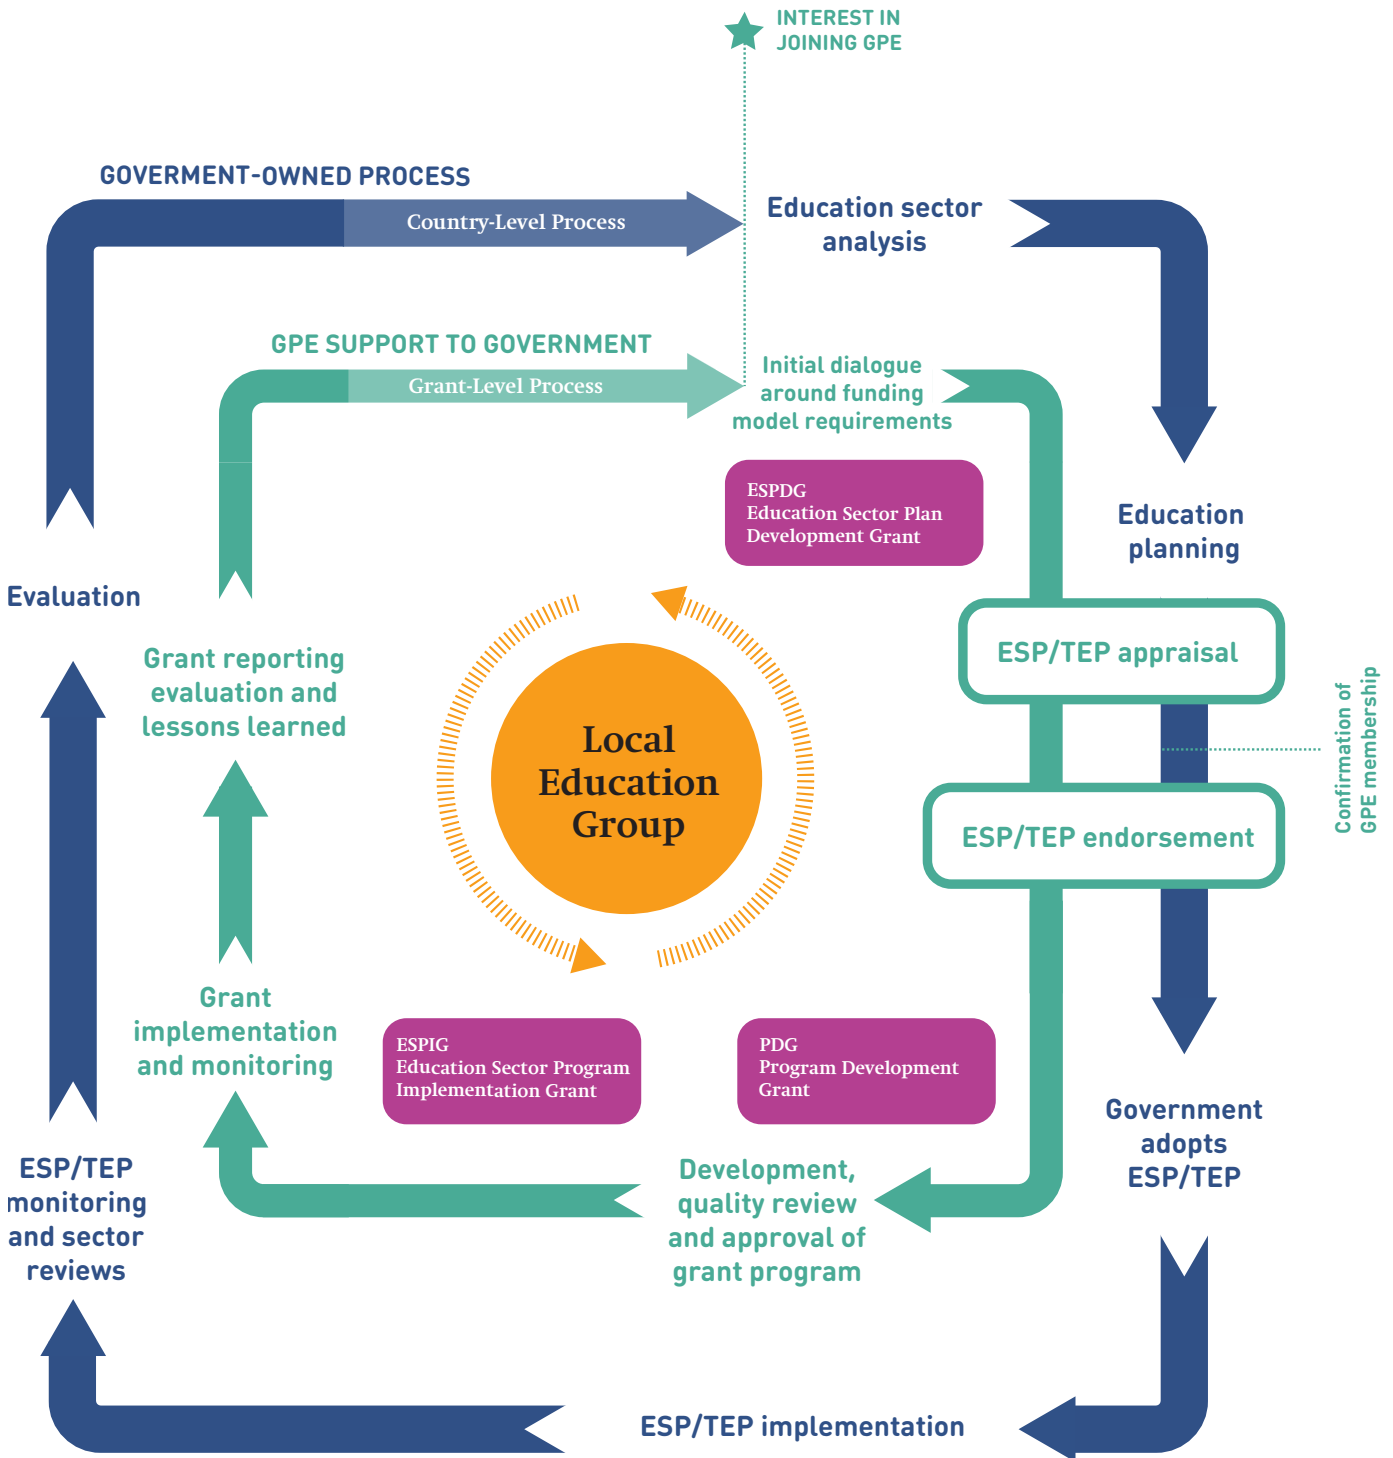 INTEREST IN
JOINING GPE
GOVERMENT-OWNED PROCESS
Country-Level Process
Education sector
analysis
GPE SUPPORT TO GOVERNMENT
Grant-Level Process
Initial dialogue
around funding
model requirements
ESPDG
Education Sector Plan
Development Grant
Education
planning
Evaluation
ESP/TEP appraisal
Grant reporting
evaluation and
lessons learned
Confirmation of
GPE membership
Local
Education
Group
ESP/TEP endorsement
Grant
implementation
and monitoring
ESPIG
Education Sector Program
Implementation Grant
PDG
Program Development
Grant
Government
adopts
ESP/TEP
ESP/TEP
monitoring
and sector
reviews
Development,
quality review
and approval of
grant program
ESP/TEP implementation